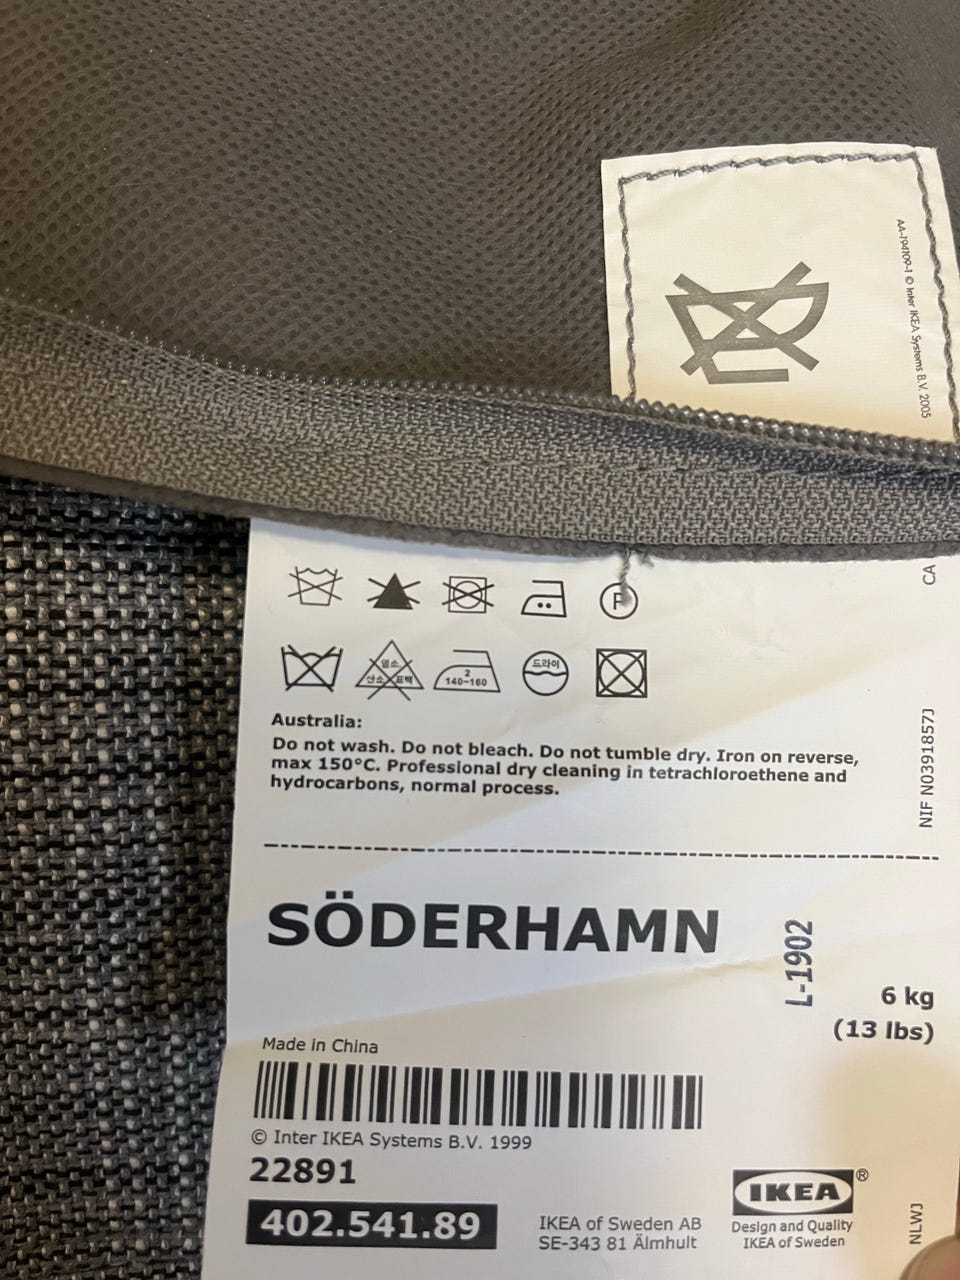 AA-194109-1 © Inter IKEA Systems B.V. 2005
P
염소
산소 표백
2
140~160
드라이
CA
Australia:
Do not wash. Do not bleach. Do not tumble dry. Iron on reverse,
max 150°C. Professional dry cleaning in tetrachloroethene and
hydrocarbons, normal process.
NIF N0391857J
SÖDERHAMN
L-1902
6 kg
(13 lbs)
Made in China
© Inter IKEA Systems B.V. 1999
22891
402.541.89
IKEA of Sweden AB
SE-343 81 Älmhult
IKEA®
Design and Quality
IKEA of Sweden
NLWJ